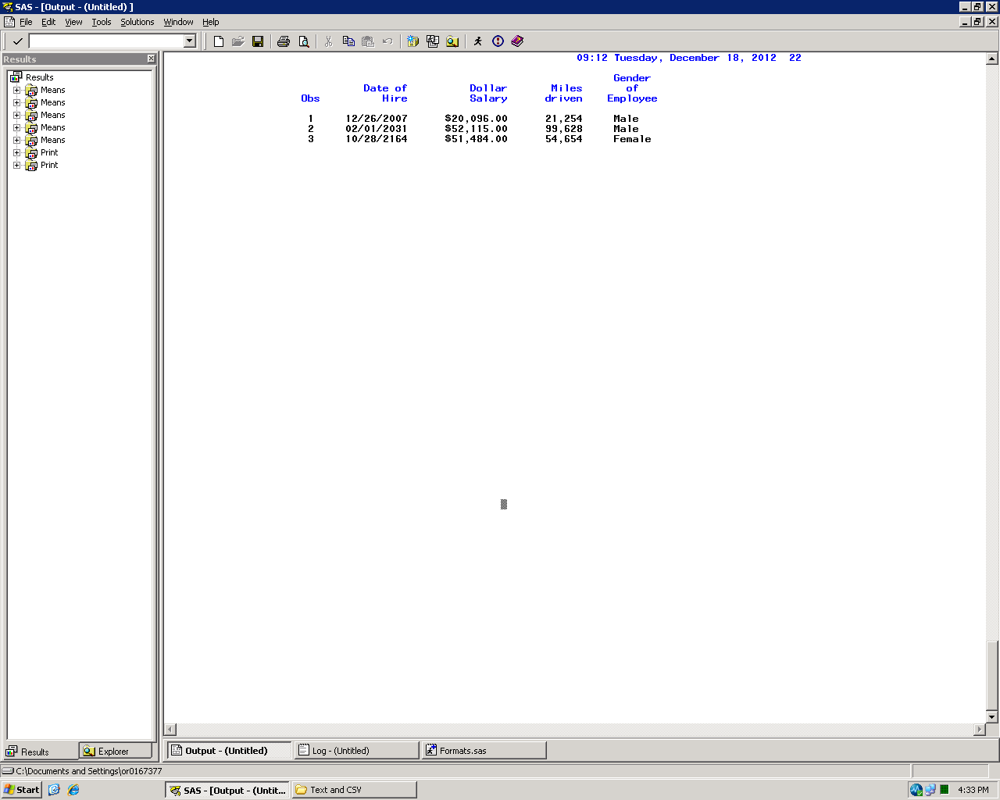 SAS - [Output - (Untitled) ]
File Edit View Tools Solutions Window Help
Results
Results
Means
Means
Means
Means
Means
Print
Print
09:12 Tuesday, December 18, 2012 22
Gender
Date of Dollar Miles of
Obs Hire Salary driven Employee
1 12/26/2007 $20,096.00 21,254 Male
2 02/01/2031 $52,115.00 99,628 Male
3 10/28/2164 $51,484.00 54,654 Female
Results Explorer
Output - (Untitled) Log - (Untitled) Formats.sas
C:\Documents and Settings\or0167377
Start SAS - [Output - (Untit... Text and CSV 4:33 PM